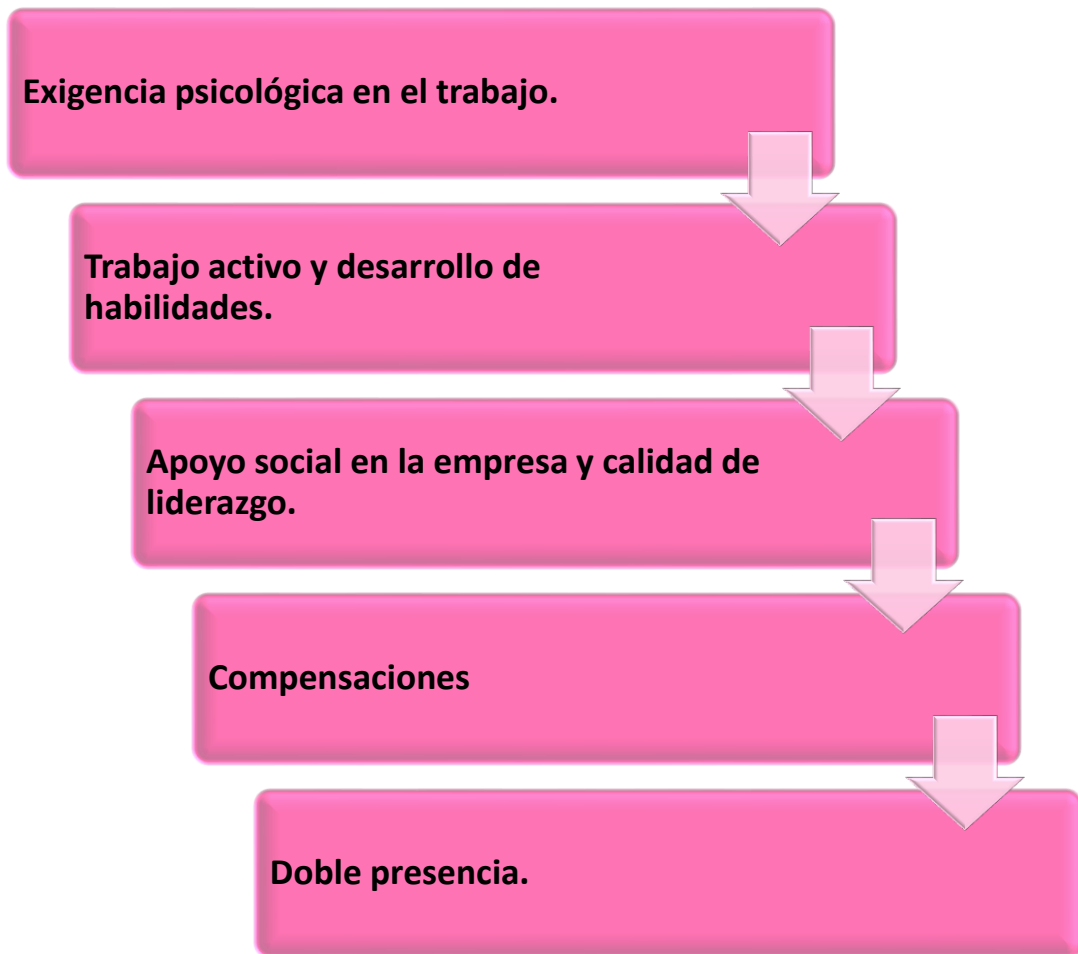 Exigencia psicológica en el trabajo.
Trabajo activo y desarrollo de
habilidades.
Apoyo social en la empresa y calidad de
liderazgo.
Compensaciones
Doble presencia.